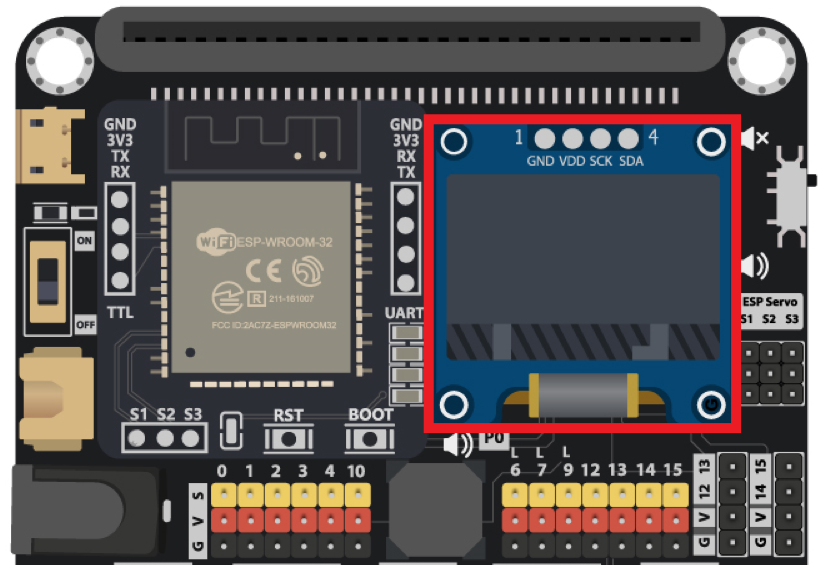 GND
3V3
TX
RX
GND
3V3
RX
TX
1 4
GND VDD SCK SDA
ON
OFF
TTL
WiFi ESP-WROOM-32
CE
R 211-161007
FCC ID:2AC7Z-ESPWROOM32
UART
ESP Servo
S1 S2 S3
S1 S2 S3
RST
BOOT
P0
L L L
0 1 2 3 4 10
6 7 9 12 13 14 15
S
V
G
13
12
V
G
15
14
V
G